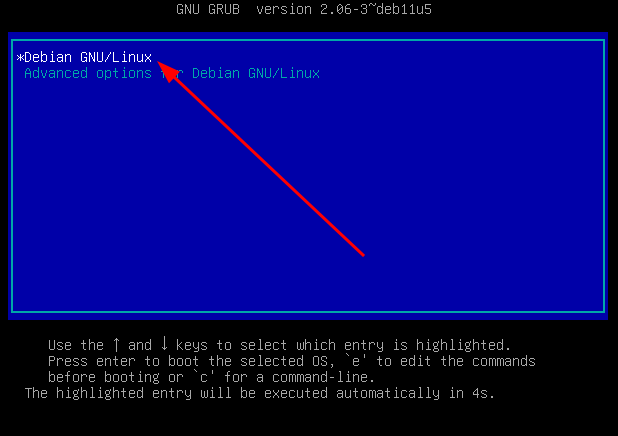 GNU GRUB  version 2.06-3~deb11u5
*Debian GNU/Linux
Advanced options for Debian GNU/Linux
Use the ↑ and ↓ keys to select which entry is highlighted.
Press enter to boot the selected OS, `e' to edit the commands
before booting or `c' for a command-line.
The highlighted entry will be executed automatically in 4s.